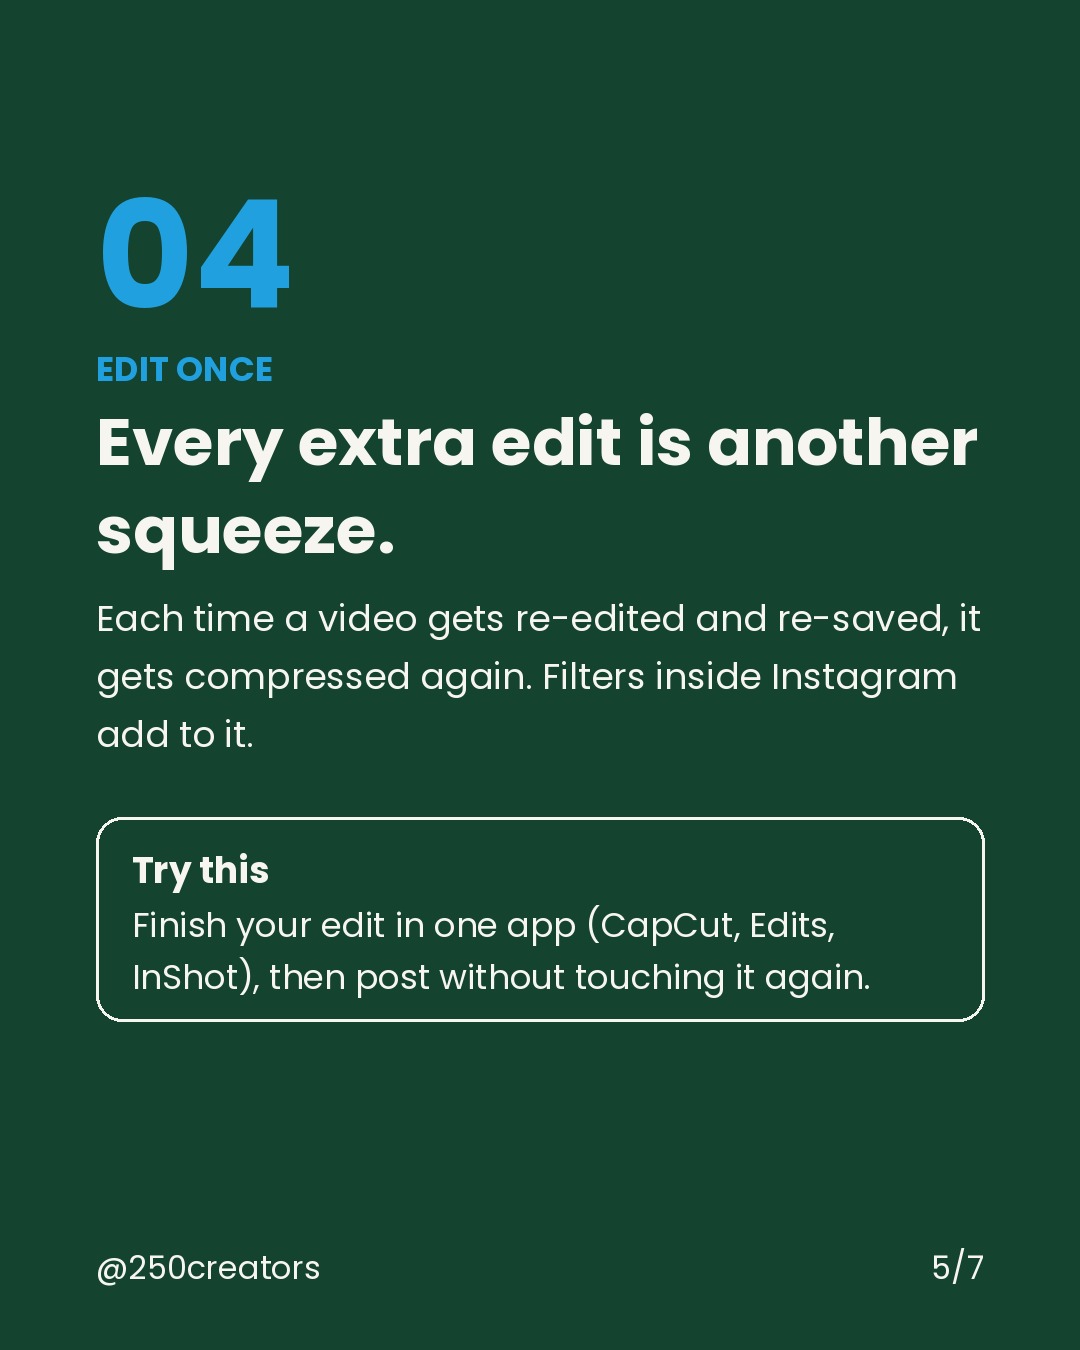 04
EDIT ONCE
Every extra edit is another
squeeze.
Each time a video gets re-edited and re-saved, it
gets compressed again. Filters inside Instagram
add to it.
Try this
Finish your edit in one app (CapCut, Edits,
InShot), then post without touching it again.
@250creators
5/7